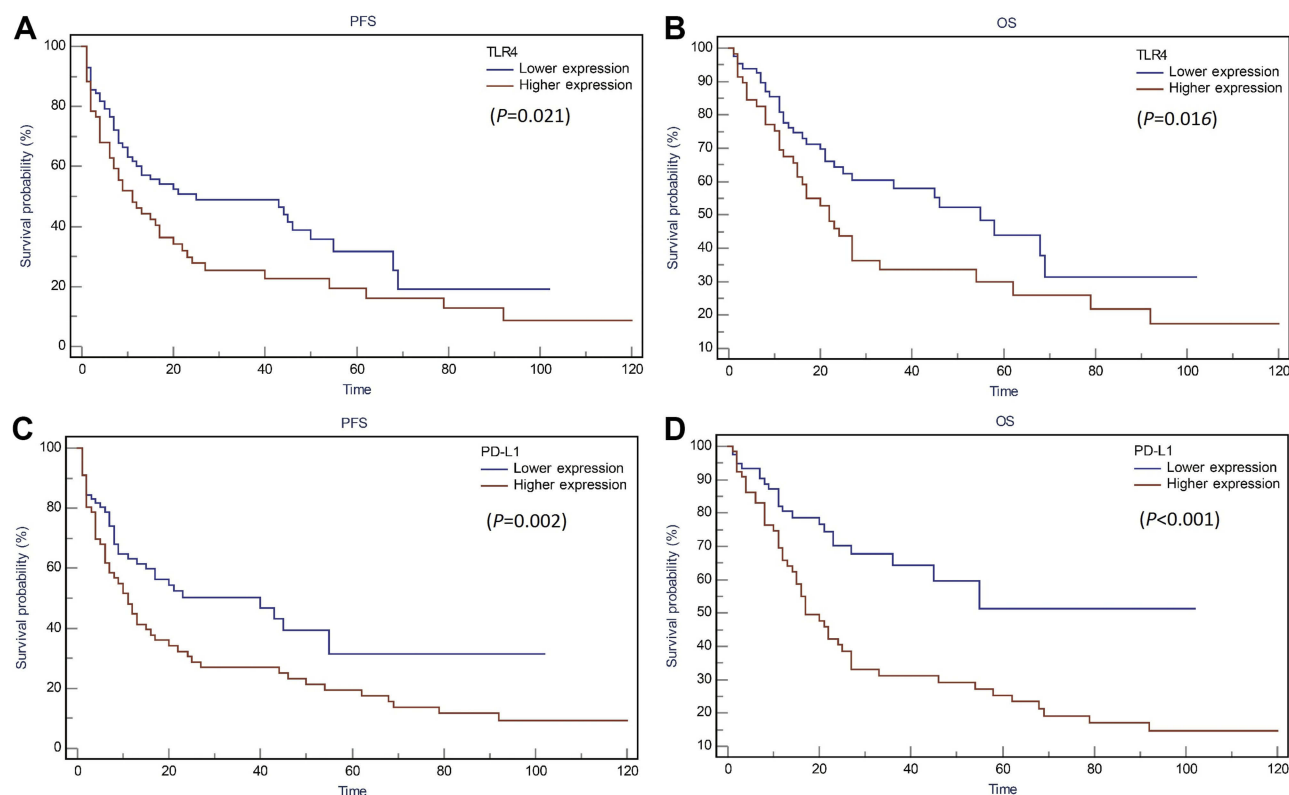 A
PFS
TLR4
Lower expression
Higher expression
(P=0.021)
Survival probability (%)
100
80
60
40
20
0
0 20 40 60 80 100 120
Time
B
OS
TLR4
Lower expression
Higher expression
(P=0.016)
Survival probability (%)
100
90
80
70
60
50
40
30
20
10
0 20 40 60 80 100 120
Time
C
PFS
PD-L1
Lower expression
Higher expression
(P=0.002)
Survival probability (%)
100
80
60
40
20
0
0 20 40 60 80 100 120
Time
D
OS
PD-L1
Lower expression
Higher expression
(P<0.001)
Survival probability (%)
100
90
80
70
60
50
40
30
20
10
0 20 40 60 80 100 120
Time